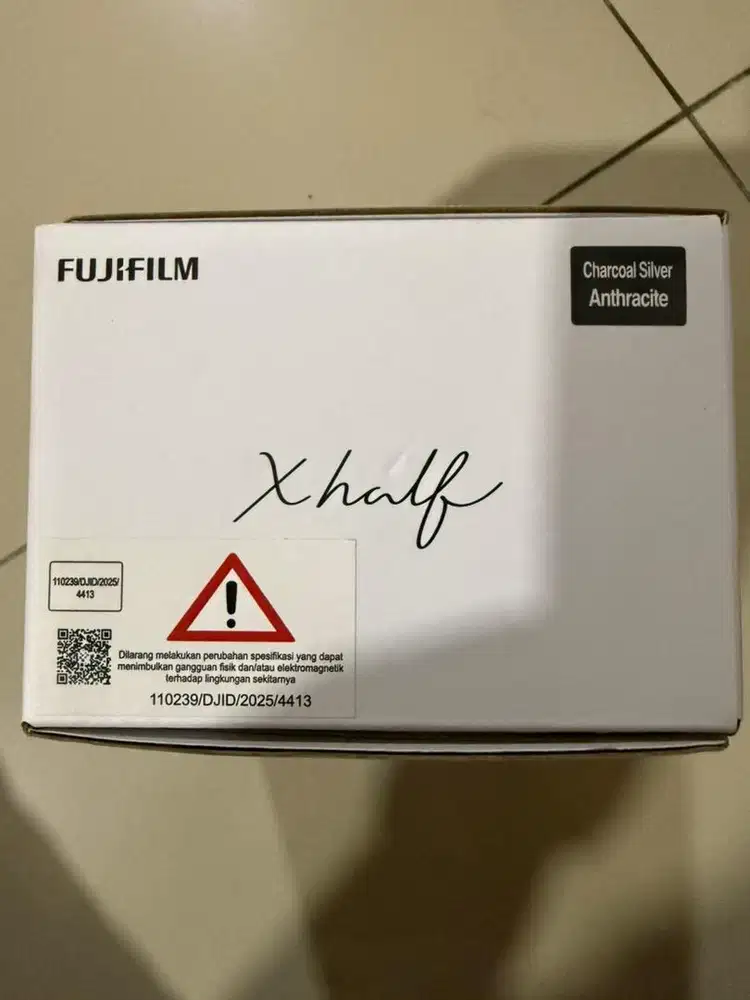 FUJIFILM
Charcoal Silver
Anthracite
X half
110239/DJID/2025/
4413
Dilarang melakukan perubahan spesifikasi yang dapat
menimbulkan gangguan fisik dan/atau elektromagnetik
terhadap lingkungan sekitarnya
110239/DJID/2025/4413